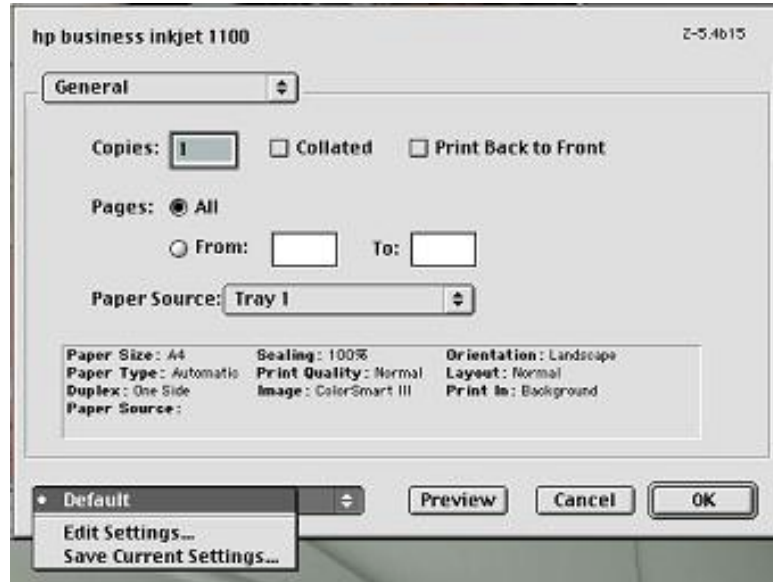 hp business inkjet 1100
Z-5.4b15
General
Copies: 1 Collated Print Back to Front
Pages: All
From: To:
Paper Source: Tray 1
Paper Size: A4 Scaling: 100% Orientation: Landscape
Paper Type: Automatic Print Quality: Normal Layout: Normal
Duplex: One Side Image: ColorSmart III Print In: Background
Paper Source:
Default Preview Cancel OK
Edit Settings...
Save Current Settings...